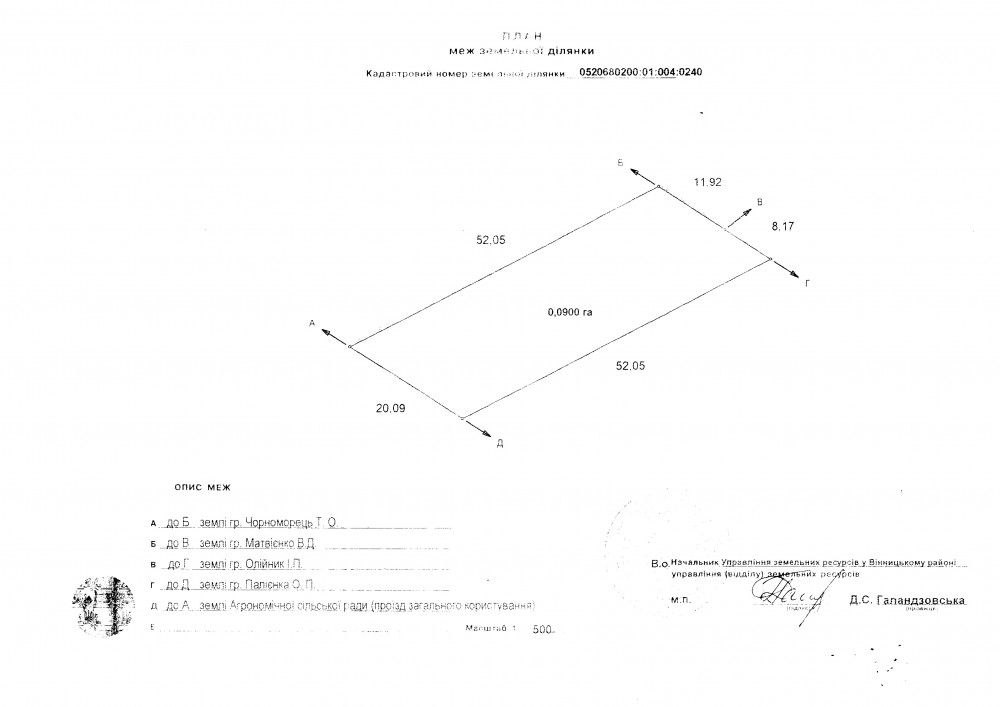 ПЛАН
меж земельної ділянки
Кадастровий номер земельної ділянки 0520680200:01:004:0240
Б
11.92
В
8.17
52.05
Г
0,0900 га
А
52.05
20.09
Д
ОПИС МЕЖ
А до Б землі гр. Чорноморець Т. О.
Б до В землі гр. Матвієнко В.Д.
В до Г землі гр. Олійник І.П.
Г до Д землі гр. Палієнка О. П.
Д до А землі Агрономічної сільської ради (проїзд загального користування)
Е
Масштаб 1: 500
В.о. Начальник Управління земельних ресурсів у Вінницькому районі
управління (відділу) земельних ресурсів
М.П.
Д.С. Галандзовська
(підпис)
(прізвище)